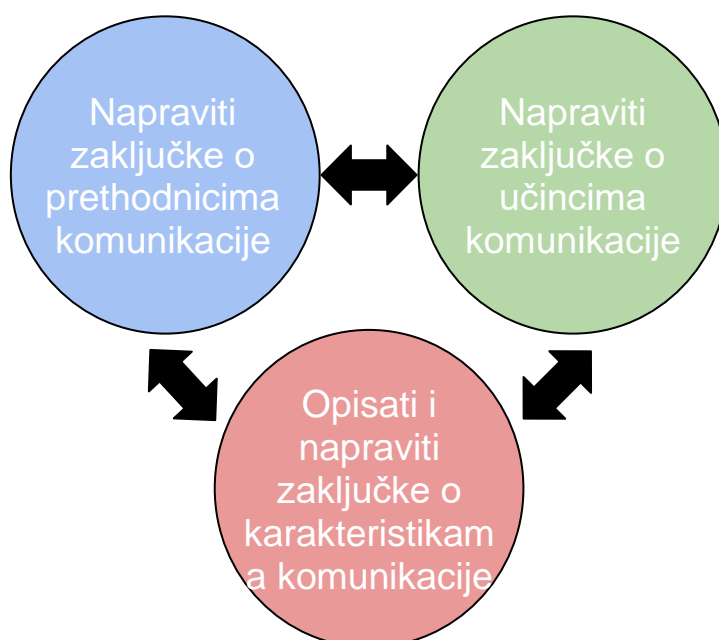 Napraviti
zaključke o
prethodnicima
komunikacije
Napraviti
zaključke o
učincima
komunikacije
Opisati i
napraviti
zaključke o
karakteristikam
a komunikacije